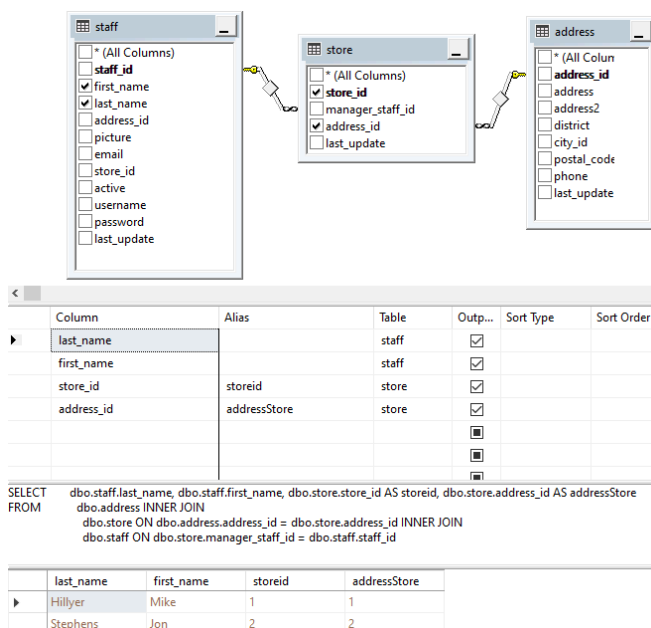 staff
* (All Columns)
staff_id
first_name
last_name
address_id
picture
email
store_id
active
username
password
last_update
store
* (All Columns)
store_id
manager_staff_id
address_id
last_update
address
* (All Colun
address_id
address
address2
district
city_id
postal_code
phone
last_update
Column Alias Table Outp... Sort Type Sort Order
last_name staff
first_name staff
store_id storeid store
address_id addressStore store
SELECT dbo.staff.last_name, dbo.staff.first_name, dbo.store.store_id AS storeid, dbo.store.address_id AS addressStore
FROM dbo.address INNER JOIN
dbo.store ON dbo.address.address_id = dbo.store.address_id INNER JOIN
dbo.staff ON dbo.store.manager_staff_id = dbo.staff.staff_id
last_name first_name storeid addressStore
Hillyer Mike 1 1
Stephens Jon 2 2